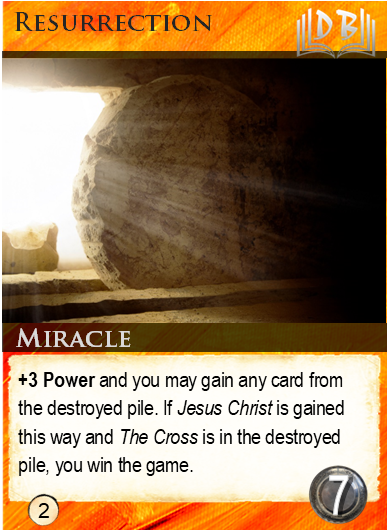 RESURRECTION
DB
MIRACLE
+3 Power and you may gain any card from
the destroyed pile. If Jesus Christ is gained
this way and The Cross is in the destroyed
pile, you win the game.
2
7